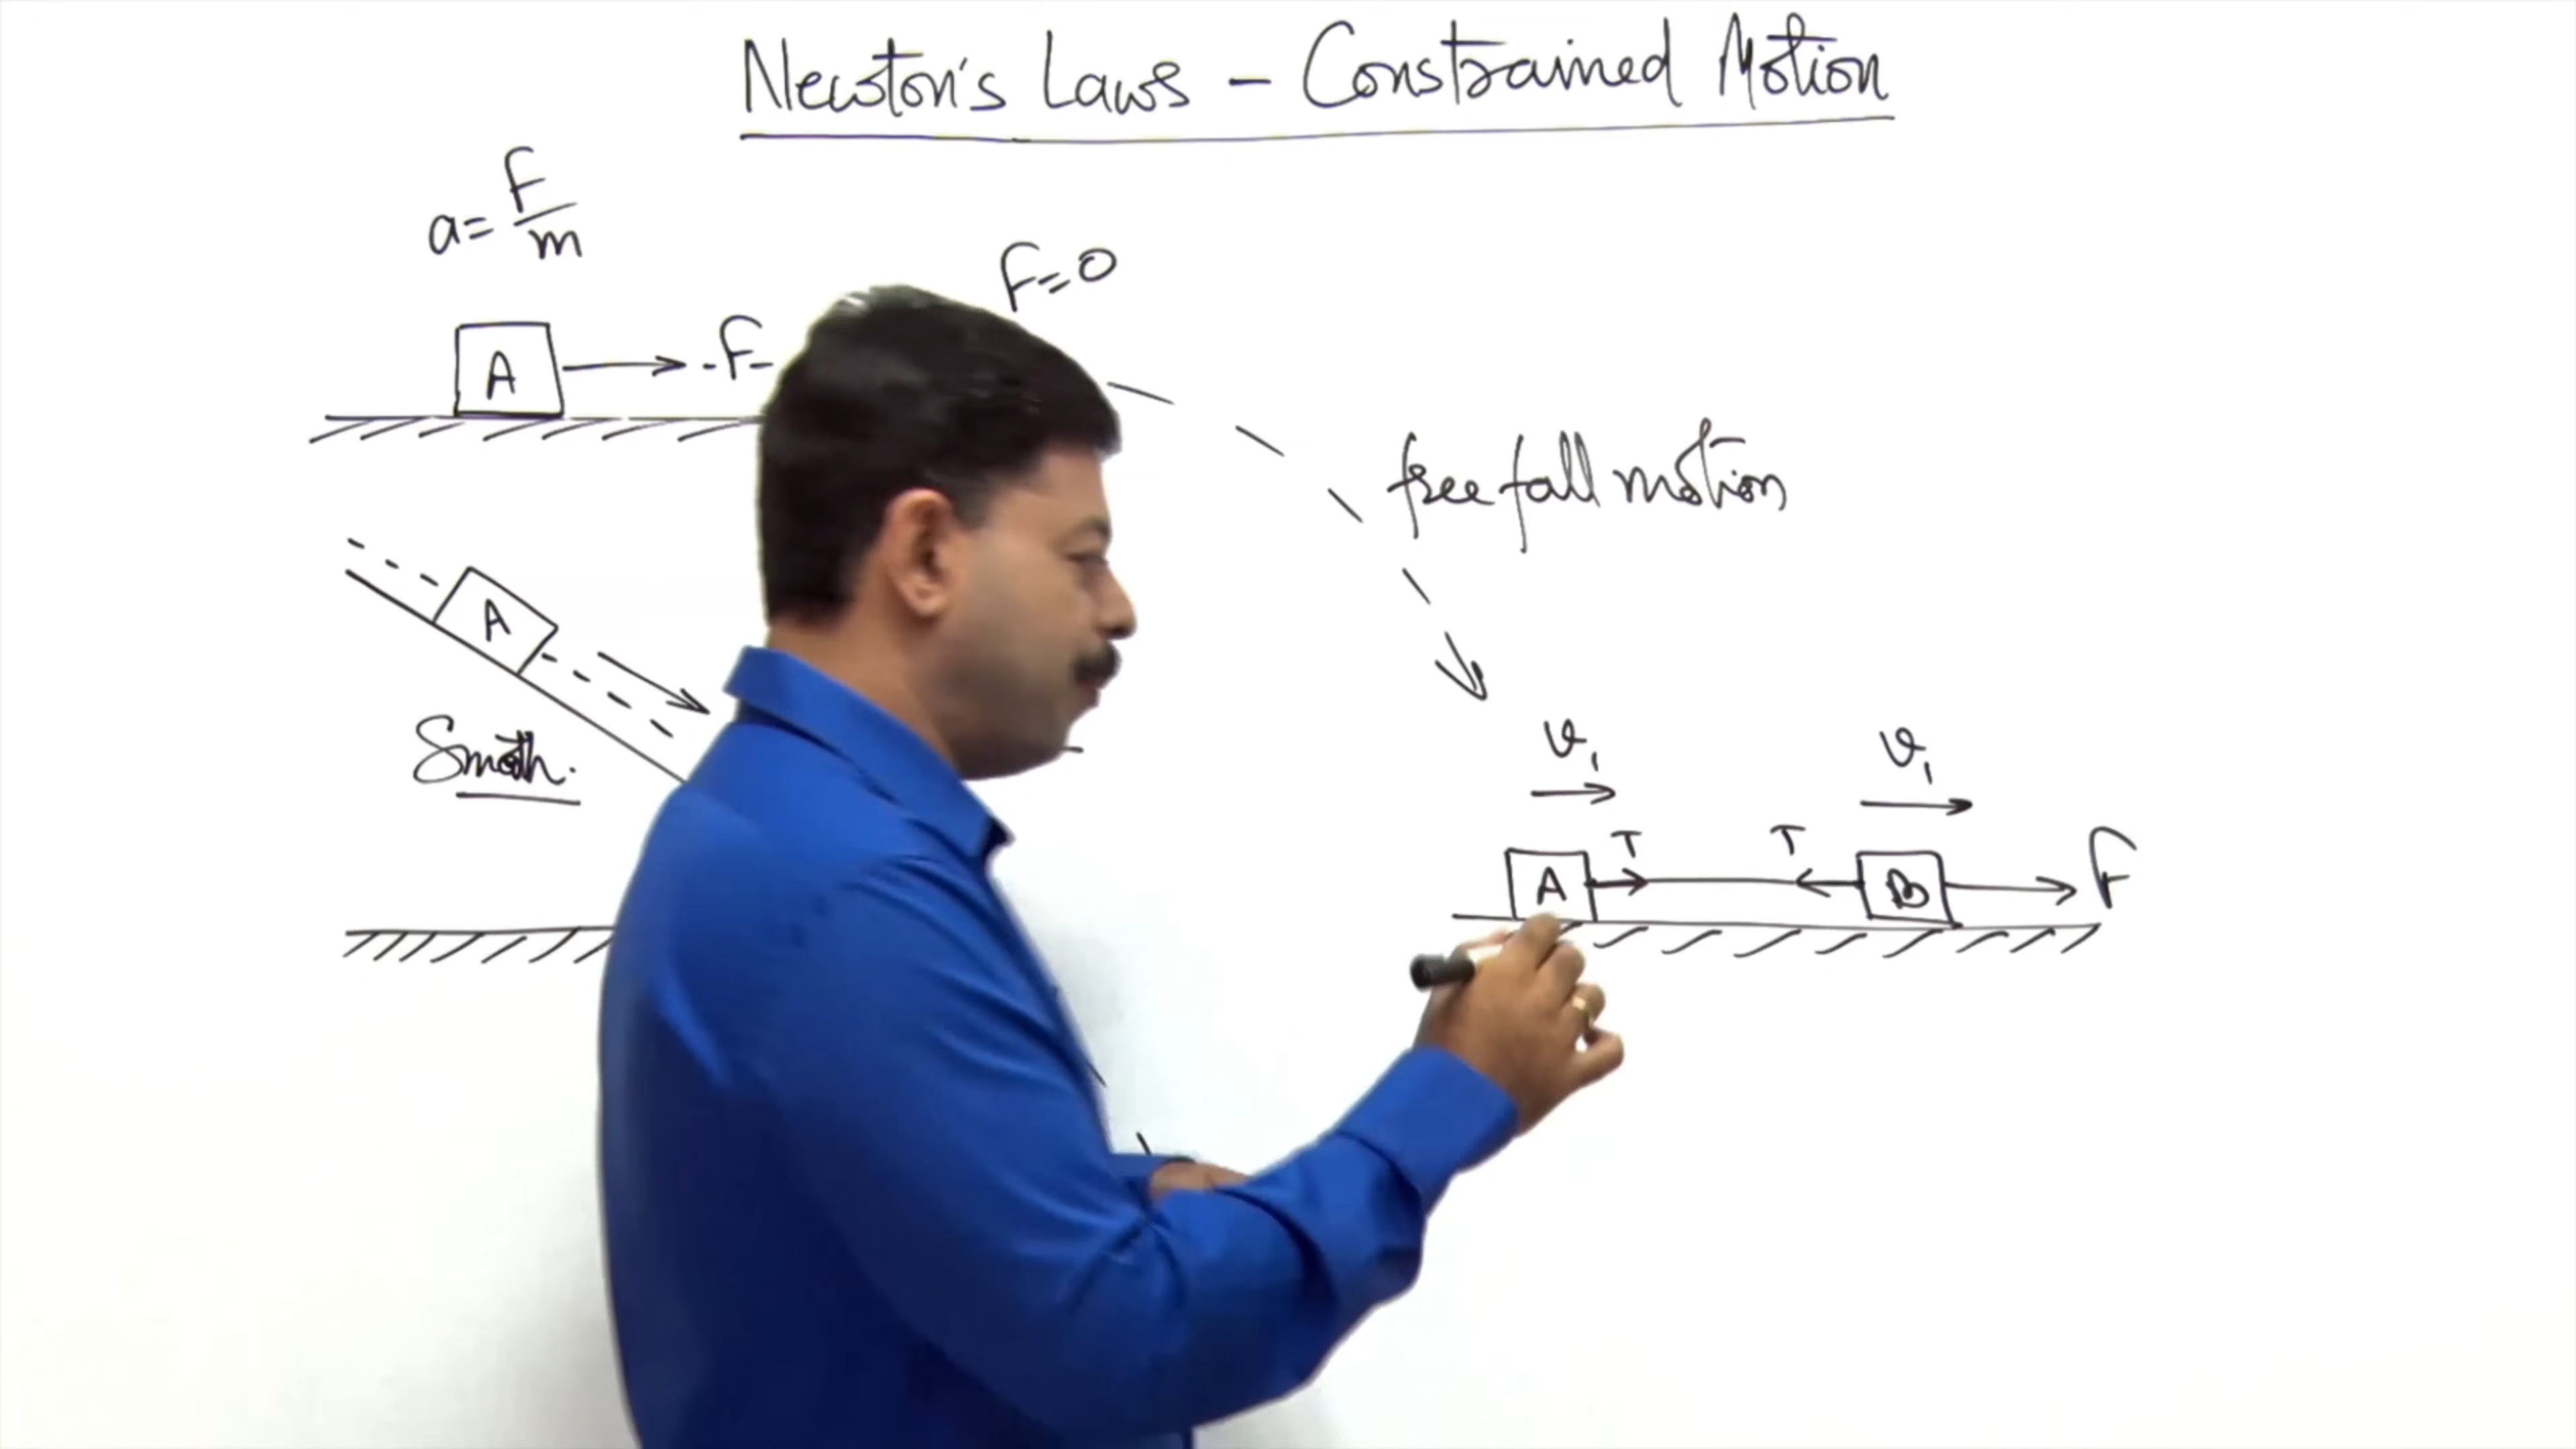 Newton's Laws - Constrained Motion
a = F/m
F = 0
A
F
free fall motion
A
Smooth.
v₁ v₁
T T
A B F